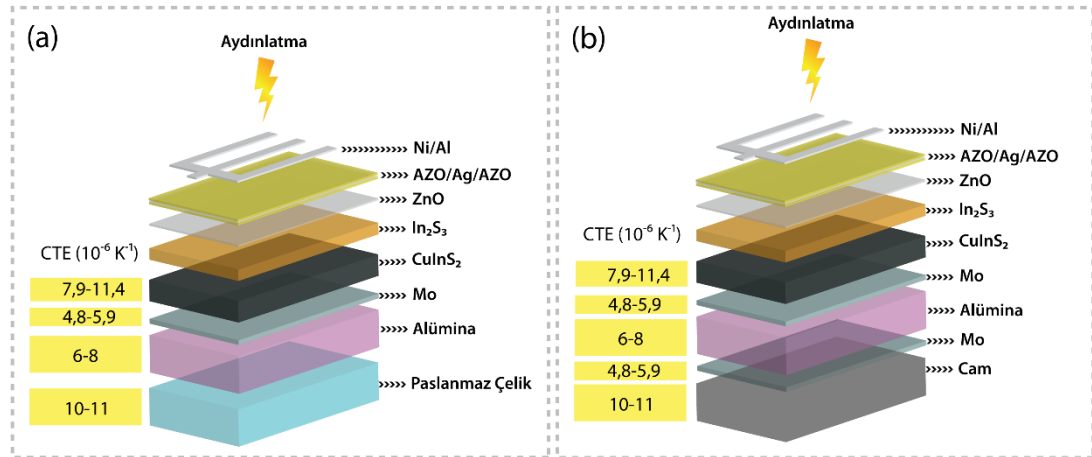 (a)
Aydınlatma
Ni/Al
AZO/Ag/AZO
ZnO
In₂S₃
CTE (10⁻⁶ K⁻¹)
CuInS₂
7,9-11,4
Mo
4,8-5,9
Alümina
6-8
Paslanmaz Çelik
10-11
(b)
Aydınlatma
Ni/Al
AZO/Ag/AZO
ZnO
In₂S₃
CTE (10⁻⁶ K⁻¹)
CuInS₂
7,9-11,4
Mo
4,8-5,9
Alümina
6-8
Mo
4,8-5,9
Cam
10-11